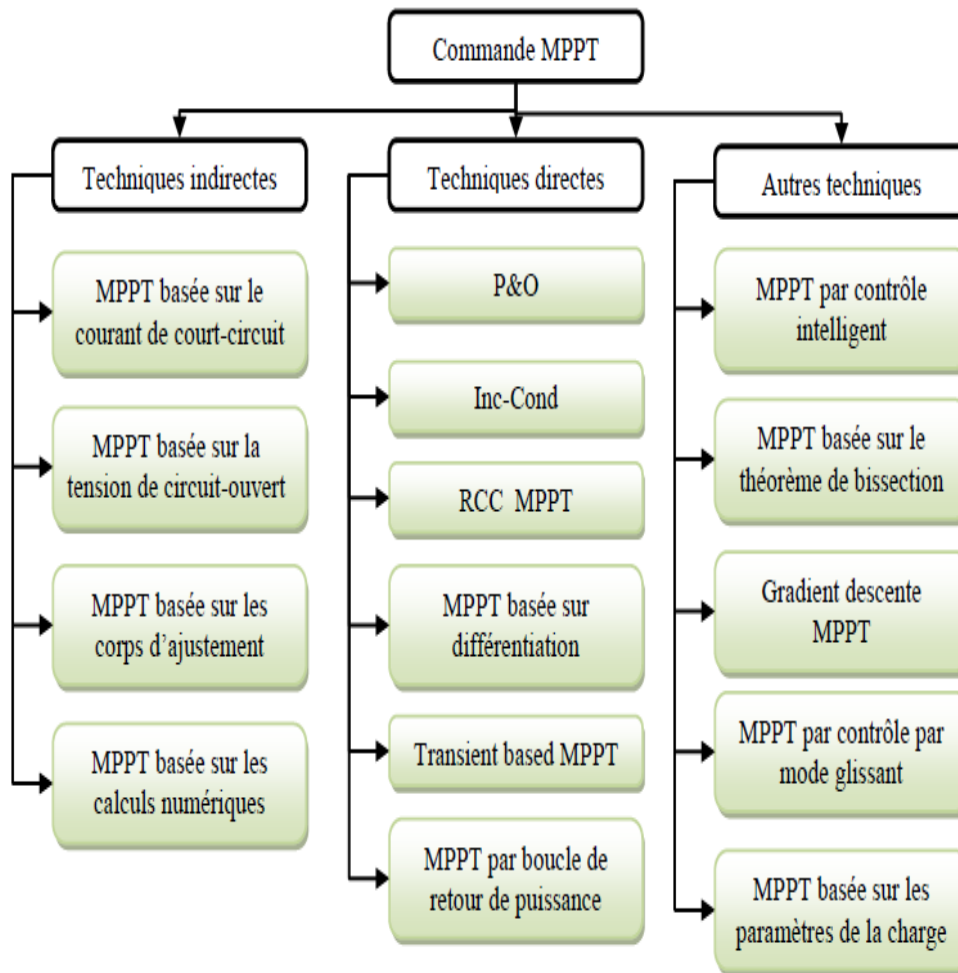 Commande MPPT
Techniques indirectes
MPPT basée sur le
courant de court-circuit
MPPT basée sur la
tension de circuit-ouvert
MPPT basée sur les
corps d'ajustement
MPPT basée sur les
calculs numériques
Techniques directes
P&O
Inc-Cond
RCC MPPT
MPPT basée sur
différentiation
Transient based MPPT
MPPT par boucle de
retour de puissance
Autres techniques
MPPT par contrôle
intelligent
MPPT basée sur le
théorème de bissection
Gradient descente
MPPT
MPPT par contrôle par
mode glissant
MPPT basée sur les
paramètres de la charge